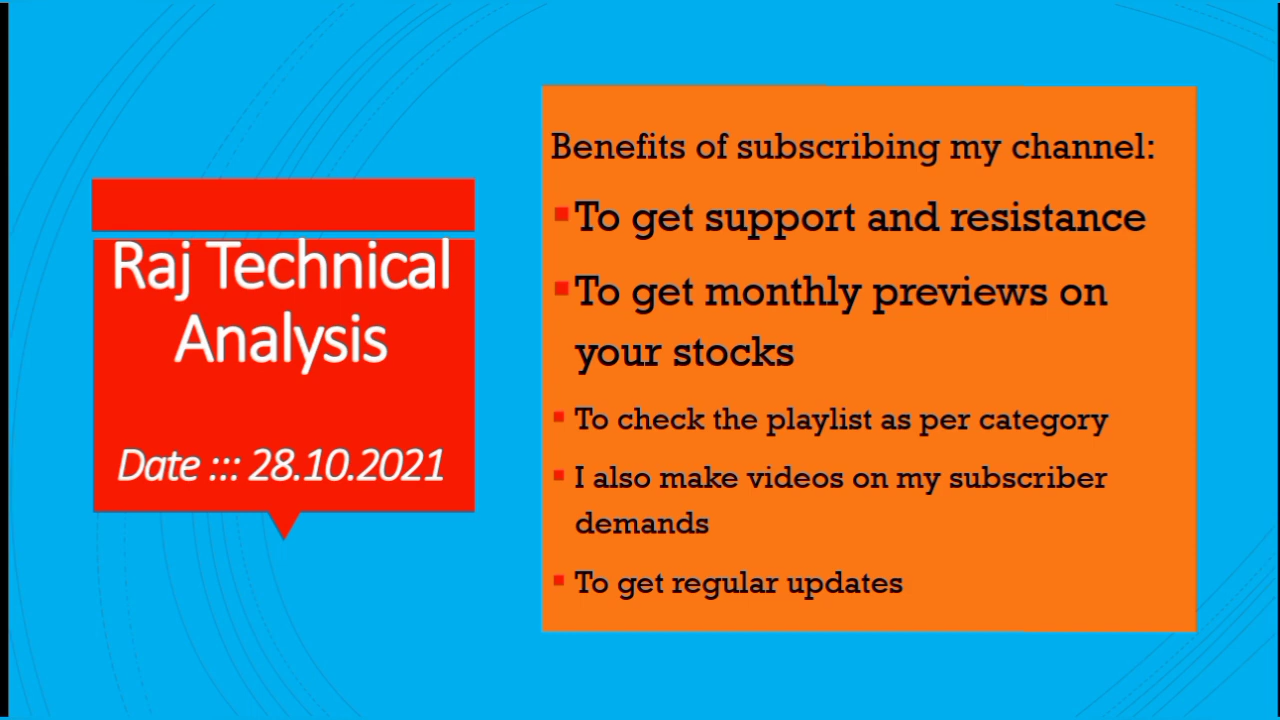 Raj Technical
Analysis
Date ::: 28.10.2021
Benefits of subscribing my channel:
▪To get support and resistance
▪To get monthly previews on
your stocks
▪ To check the playlist as per category
▪ I also make videos on my subscriber
demands
▪ To get regular updates